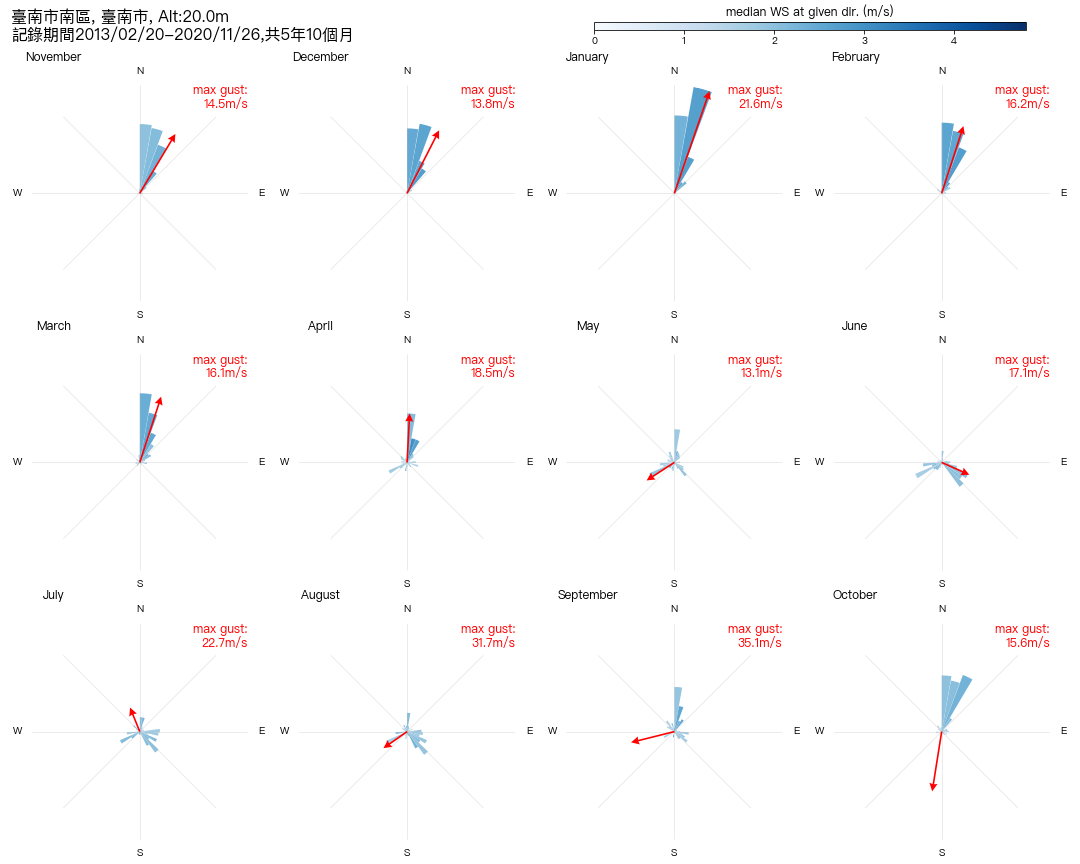 臺南市南區, 臺南市, Alt:20.0m
記錄期間2013/02/20-2020/11/26,共5年10個月
median WS at given dir. (m/s)
0 1 2 3 4
November
N
max gust:
14.5m/s
W E
S
December
N
max gust:
13.8m/s
W E
S
January
N
max gust:
21.6m/s
W E
S
February
N
max gust:
16.2m/s
W E
S
March
N
max gust:
16.1m/s
W E
S
April
N
max gust:
18.5m/s
W E
S
May
N
max gust:
13.1m/s
W E
S
June
N
max gust:
17.1m/s
W E
S
July
N
max gust:
22.7m/s
W E
S
August
N
max gust:
31.7m/s
W E
S
September
N
max gust:
35.1m/s
W E
S
October
N
max gust:
15.6m/s
W E
S